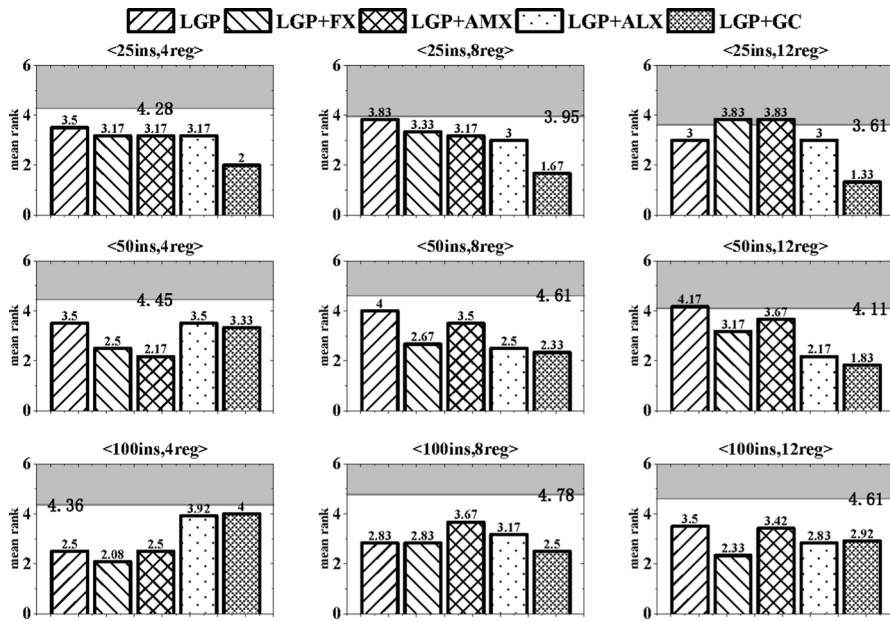 LGP LGP+FX LGP+AMX LGP+ALX LGP+GC
<25ins,4reg> <25ins,8reg> <25ins,12reg>
mean rank
6
4
2
0
4.28
3.5 3.17 3.17 3.17 2
mean rank
6
4
2
0
3.95
3.83 3.33 3.17 3 1.67
mean rank
6
4
2
0
3.61
3 3.83 3.83 3 1.33
<50ins,4reg> <50ins,8reg> <50ins,12reg>
mean rank
6
4
2
0
4.45
3.5 2.5 2.17 3.5 3.33
mean rank
6
4
2
0
4.61
4 2.67 3.5 2.5 2.33
mean rank
6
4
2
0
4.11
4.17 3.17 3.67 2.17 1.83
<100ins,4reg> <100ins,8reg> <100ins,12reg>
mean rank
6
4
2
0
4.36
2.5 2.08 2.5 3.92 4
mean rank
6
4
2
0
4.78
2.83 2.83 3.67 3.17 2.5
mean rank
6
4
2
0
4.61
3.5 2.33 3.42 2.83 2.92